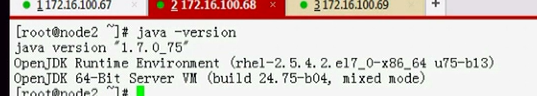 1 172.16.100.67
2 172.16.100.68
3 172.16.100.69
+
[root@node2 ~]# java -version
java version "1.7.0_75"
OpenJDK Runtime Environment (rhel-2.5.4.2.el7_0-x86_64 u75-b13)
OpenJDK 64-Bit Server VM (build 24.75-b04, mixed mode)
[root@node2 ~]#